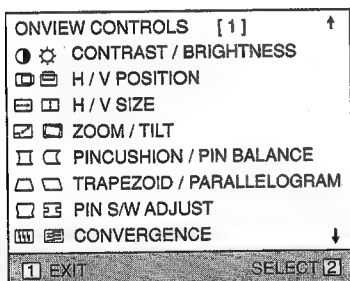 ONVIEW CONTROLS [1]
CONTRAST / BRIGHTNESS
H / V POSITION
H / V SIZE
ZOOM / TILT
PINCUSHION / PIN BALANCE
TRAPEZOID / PARALLELOGRAM
PIN S/W ADJUST
CONVERGENCE
1 EXIT SELECT 2